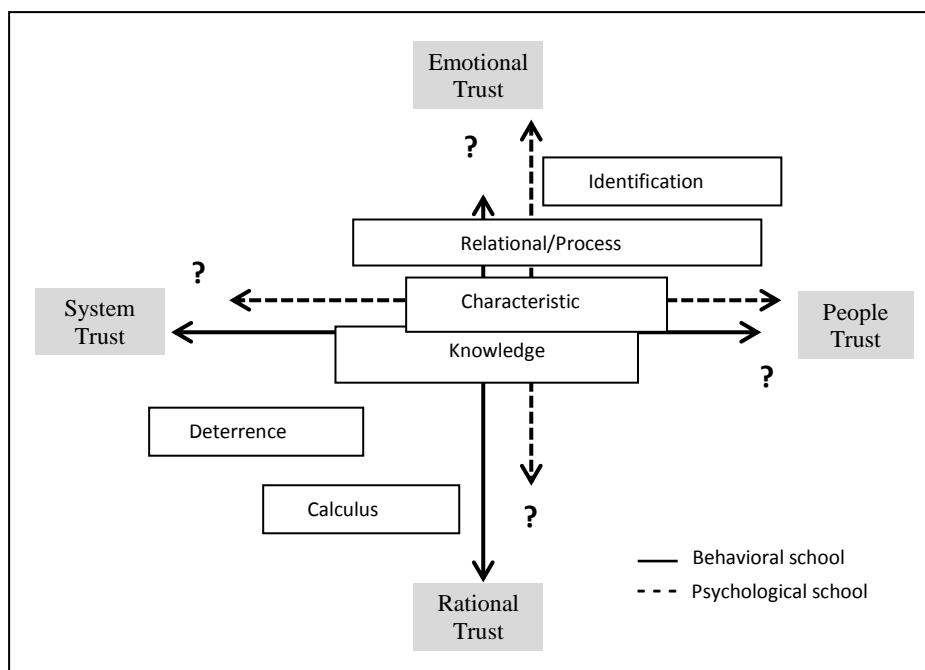 Emotional
Trust
?
Identification
Relational/Process
?
Characteristic
System
Trust
People
Trust
Knowledge
?
Deterrence
Calculus
?
Behavioral school
Psychological school
Rational
Trust